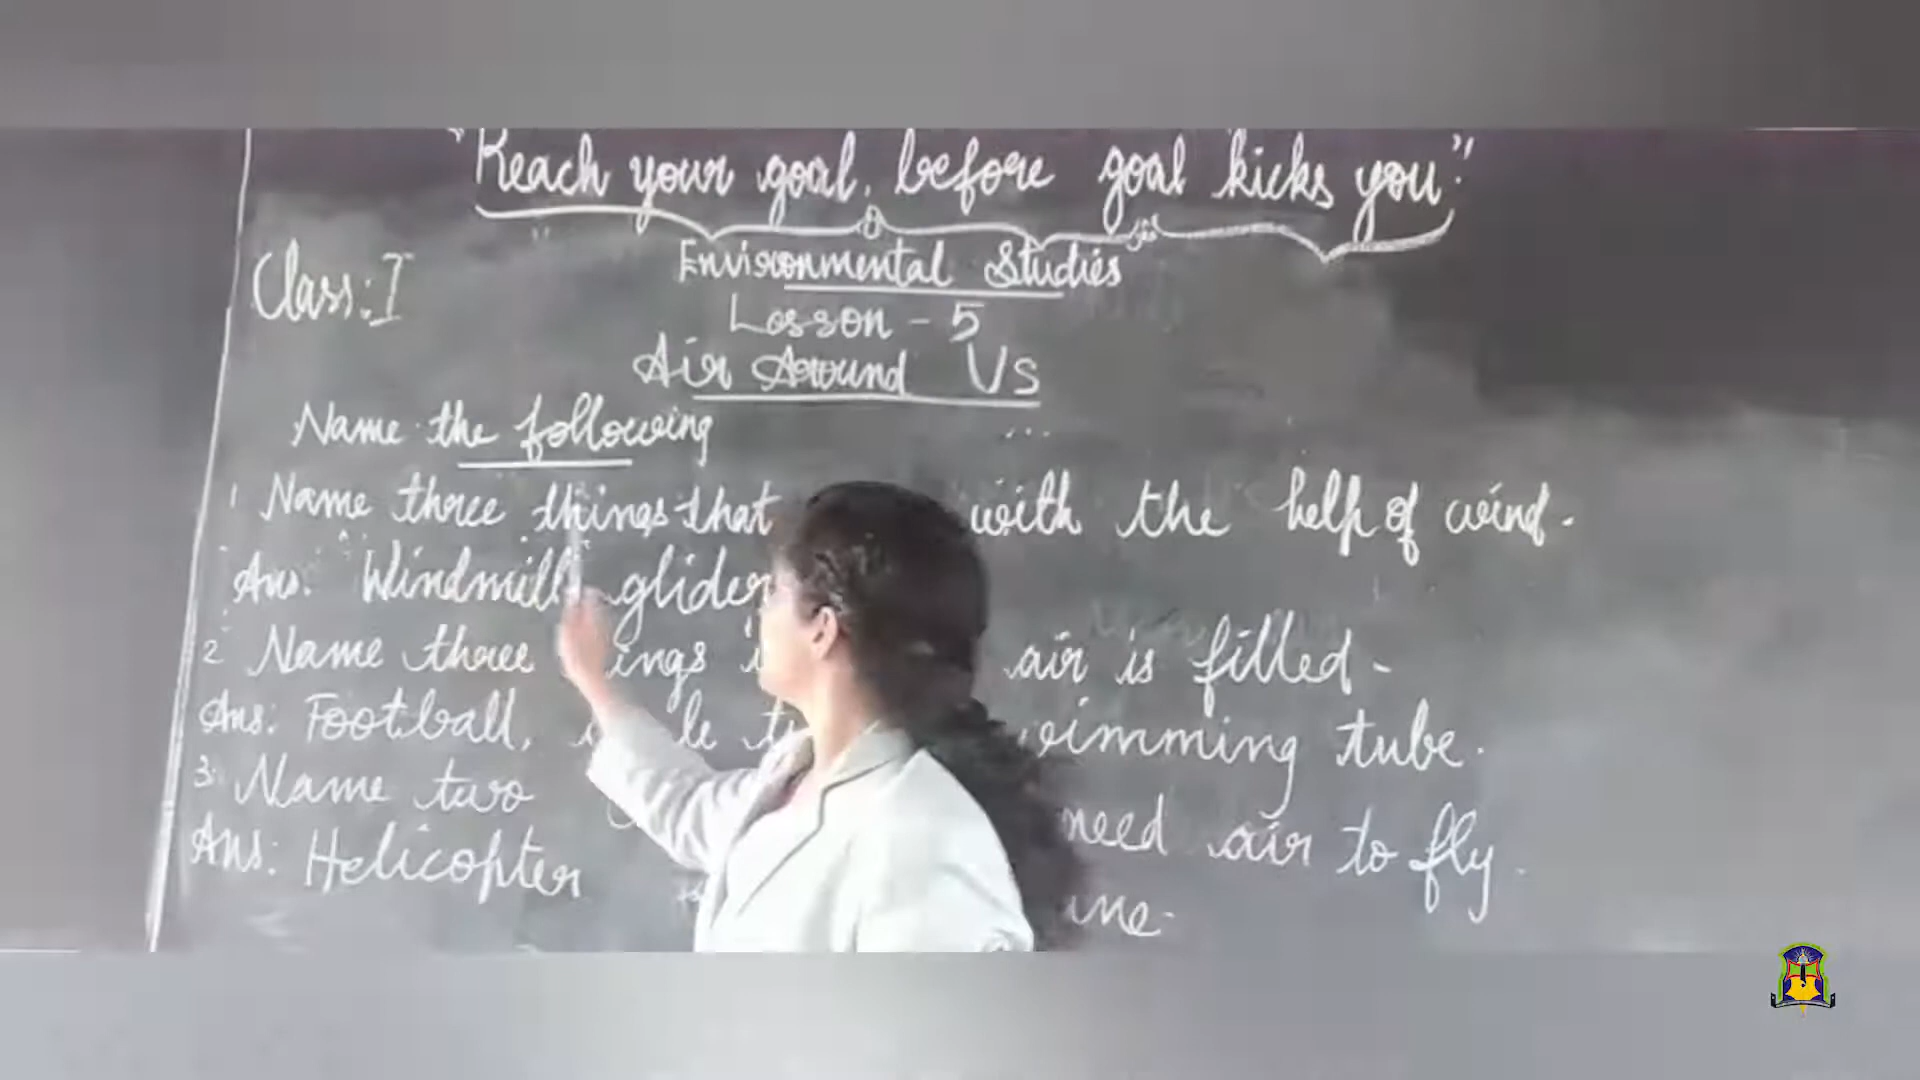 "Reach your goal, before goal kicks you."
Class: I
Environmental Studies
Lesson - 5
Air Around Us
Name the following
1 Name three things that with the help of wind.
Ans. Windmill glider
2 Name three air is filled.
Ans: Football, swimming tube.
3 Name two need air to fly.
Ans: Helicopter